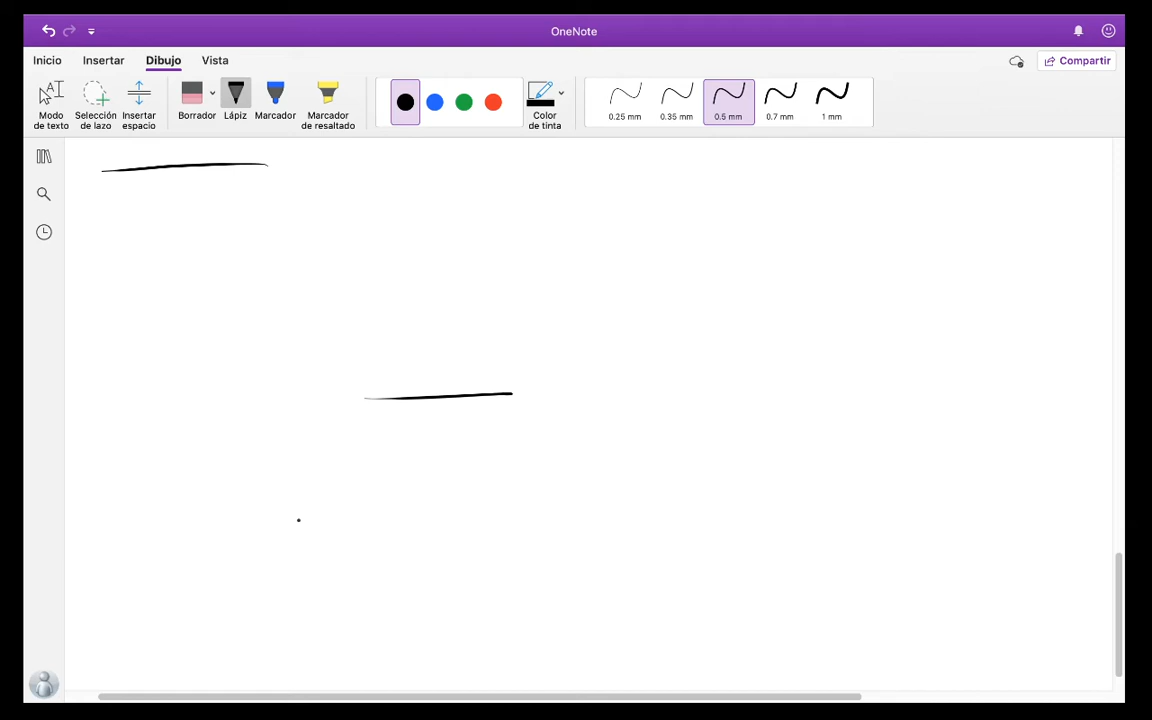 OneNote
Inicio Insertar Dibujo Vista Compartir
Modo de texto
Selección de lazo
Insertar espacio
Borrador
Lápiz
Marcador
Marcador de resaltado
Color de tinta
0.25 mm
0.35 mm
0.5 mm
0.7 mm
1 mm